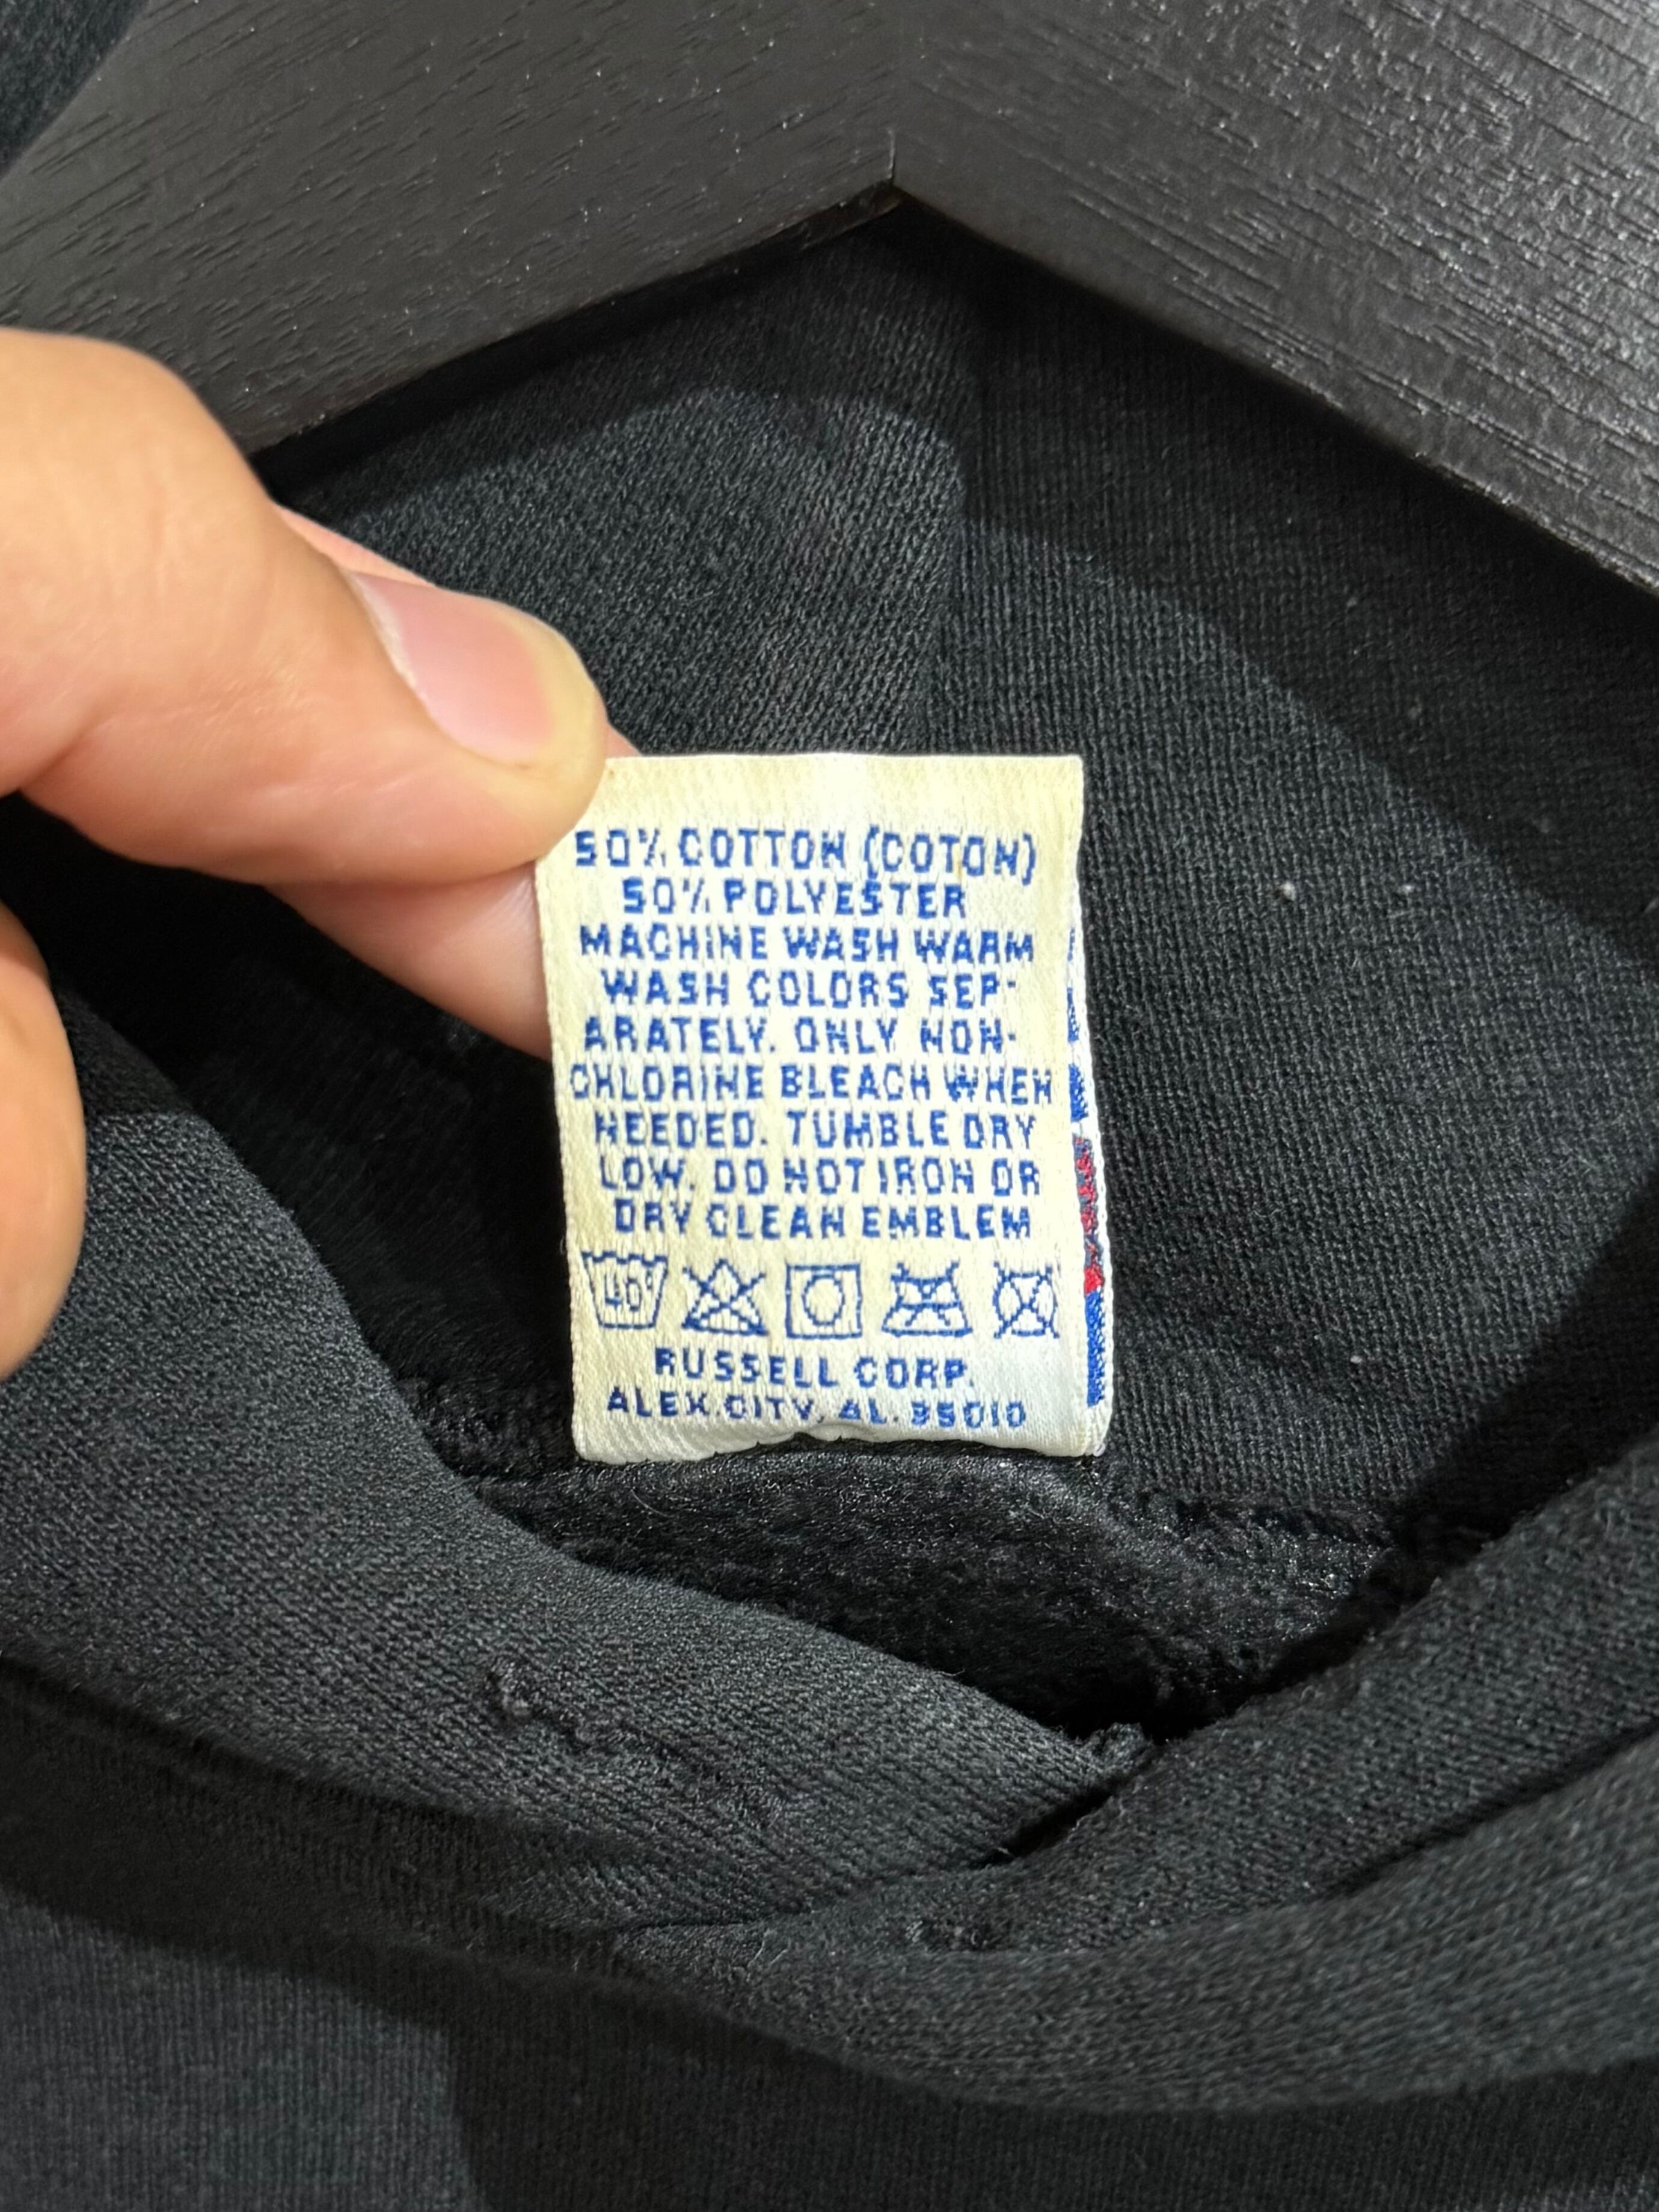 50% COTTON (COTON)
50% POLYESTER
MACHINE WASH WARM
WASH COLORS SEP-
ARATELY. ONLY NON-
CHLORINE BLEACH WHEN
NEEDED. TUMBLE DRY
LOW. DO NOT IRON OR
DRY CLEAN EMBLEM
40°
RUSSELL CORP.
ALEX.CITY, AL. 35010